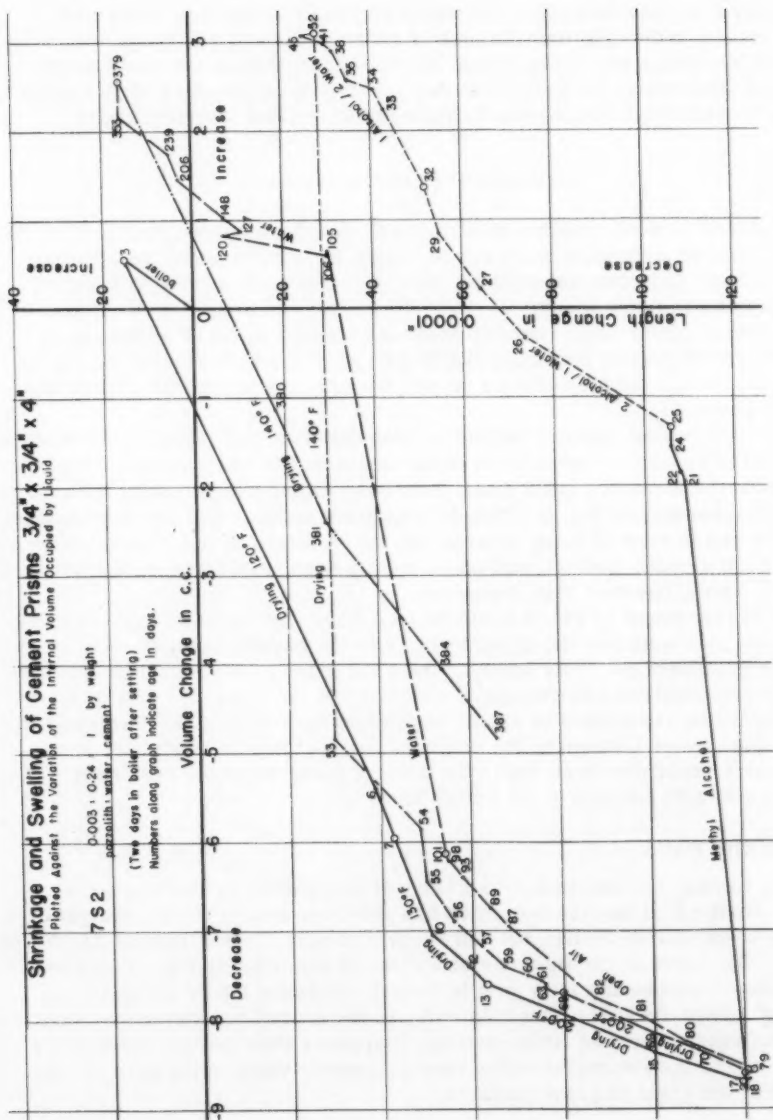 Shrinkage and Swelling of Cement Prisms 3/4" x 3/4" x 4"
Plotted Against the Variation of the Internal Volume Occupied by Liquid
7 S 2
0.003 : 0.24 : 1 by weight
pozzolith: water: cement
(Two days in boiler after setting)
Numbers along graph indicate age in days.
Volume Change in c.c.
Decrease
Increase
-9
-8
-7
-6
-5
-4
-3
-2
-1
0
2
3
Increase
40
20
0
20
40
60
80
100
120
Length Change in 0.0001"
Decrease
boiler
3
Drying 120° F
6
7
Drying 130° F
10
12
13
Drying 200° F
15
17
18
Methyl Alcohol
21
22
24
25
2 Alcohol / 1 Water
26
27
29
32
1 Alcohol / 2 Water
33
34
35
36
41
42
45
Drying 140° F
53
54
55
56
57
59
60
61
63
Drying 200° F
70
79
80
81
82
Open Air
87
89
93
98
101
Water
105
106
Water
120
127
148
206
239
353
379
Drying 140° F
380
381
384
387